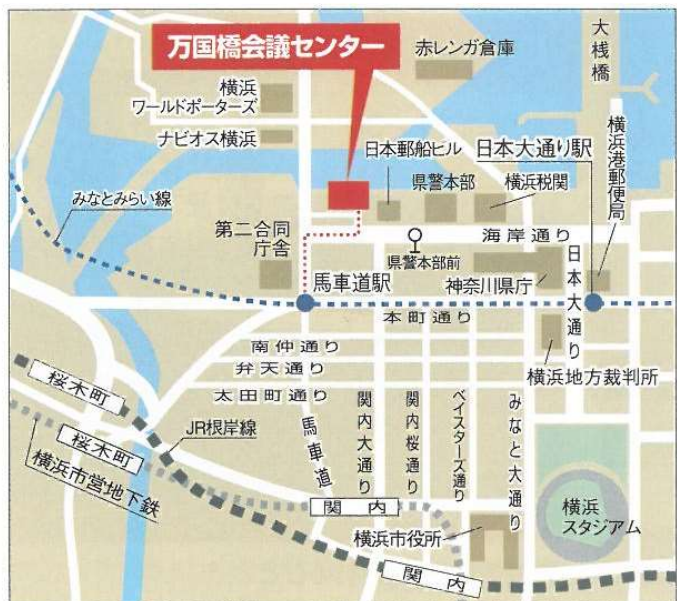 万国橋会議センター
赤レンガ倉庫
大桟橋
横浜
ワールドポーターズ
ナビオス横浜
日本郵船ビル
日本大通り駅
横浜港郵便局
県警本部
横浜税関
みなとみらい線
第二合同
庁舎
海岸通り
県警本部前
神奈川県庁
日本大通り
馬車道駅
本町通り
南仲通り
弁天通り
太田町通り
横浜地方裁判所
桜木町
桜木町
JR根岸線
横浜市営地下鉄
馬車道
関内大通り
関内桜通り
ベイスターズ通り
みなと大通り
関内
横浜市役所
横浜
スタジアム
関内